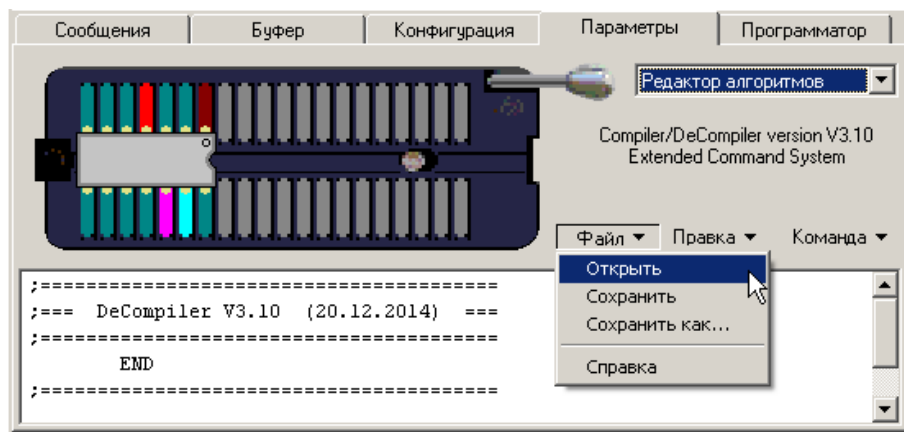 Сообщения Буфер Конфигурация Параметры Программатор
Редактор алгоритмов
Compiler/DeCompiler version V3.10
Extended Command System
Файл Правка Команда
Открыть
Сохранить
Сохранить как...
Справка
;========================================
;=== DeCompiler V3.10 (20.12.2014) ===
;========================================
END
;========================================